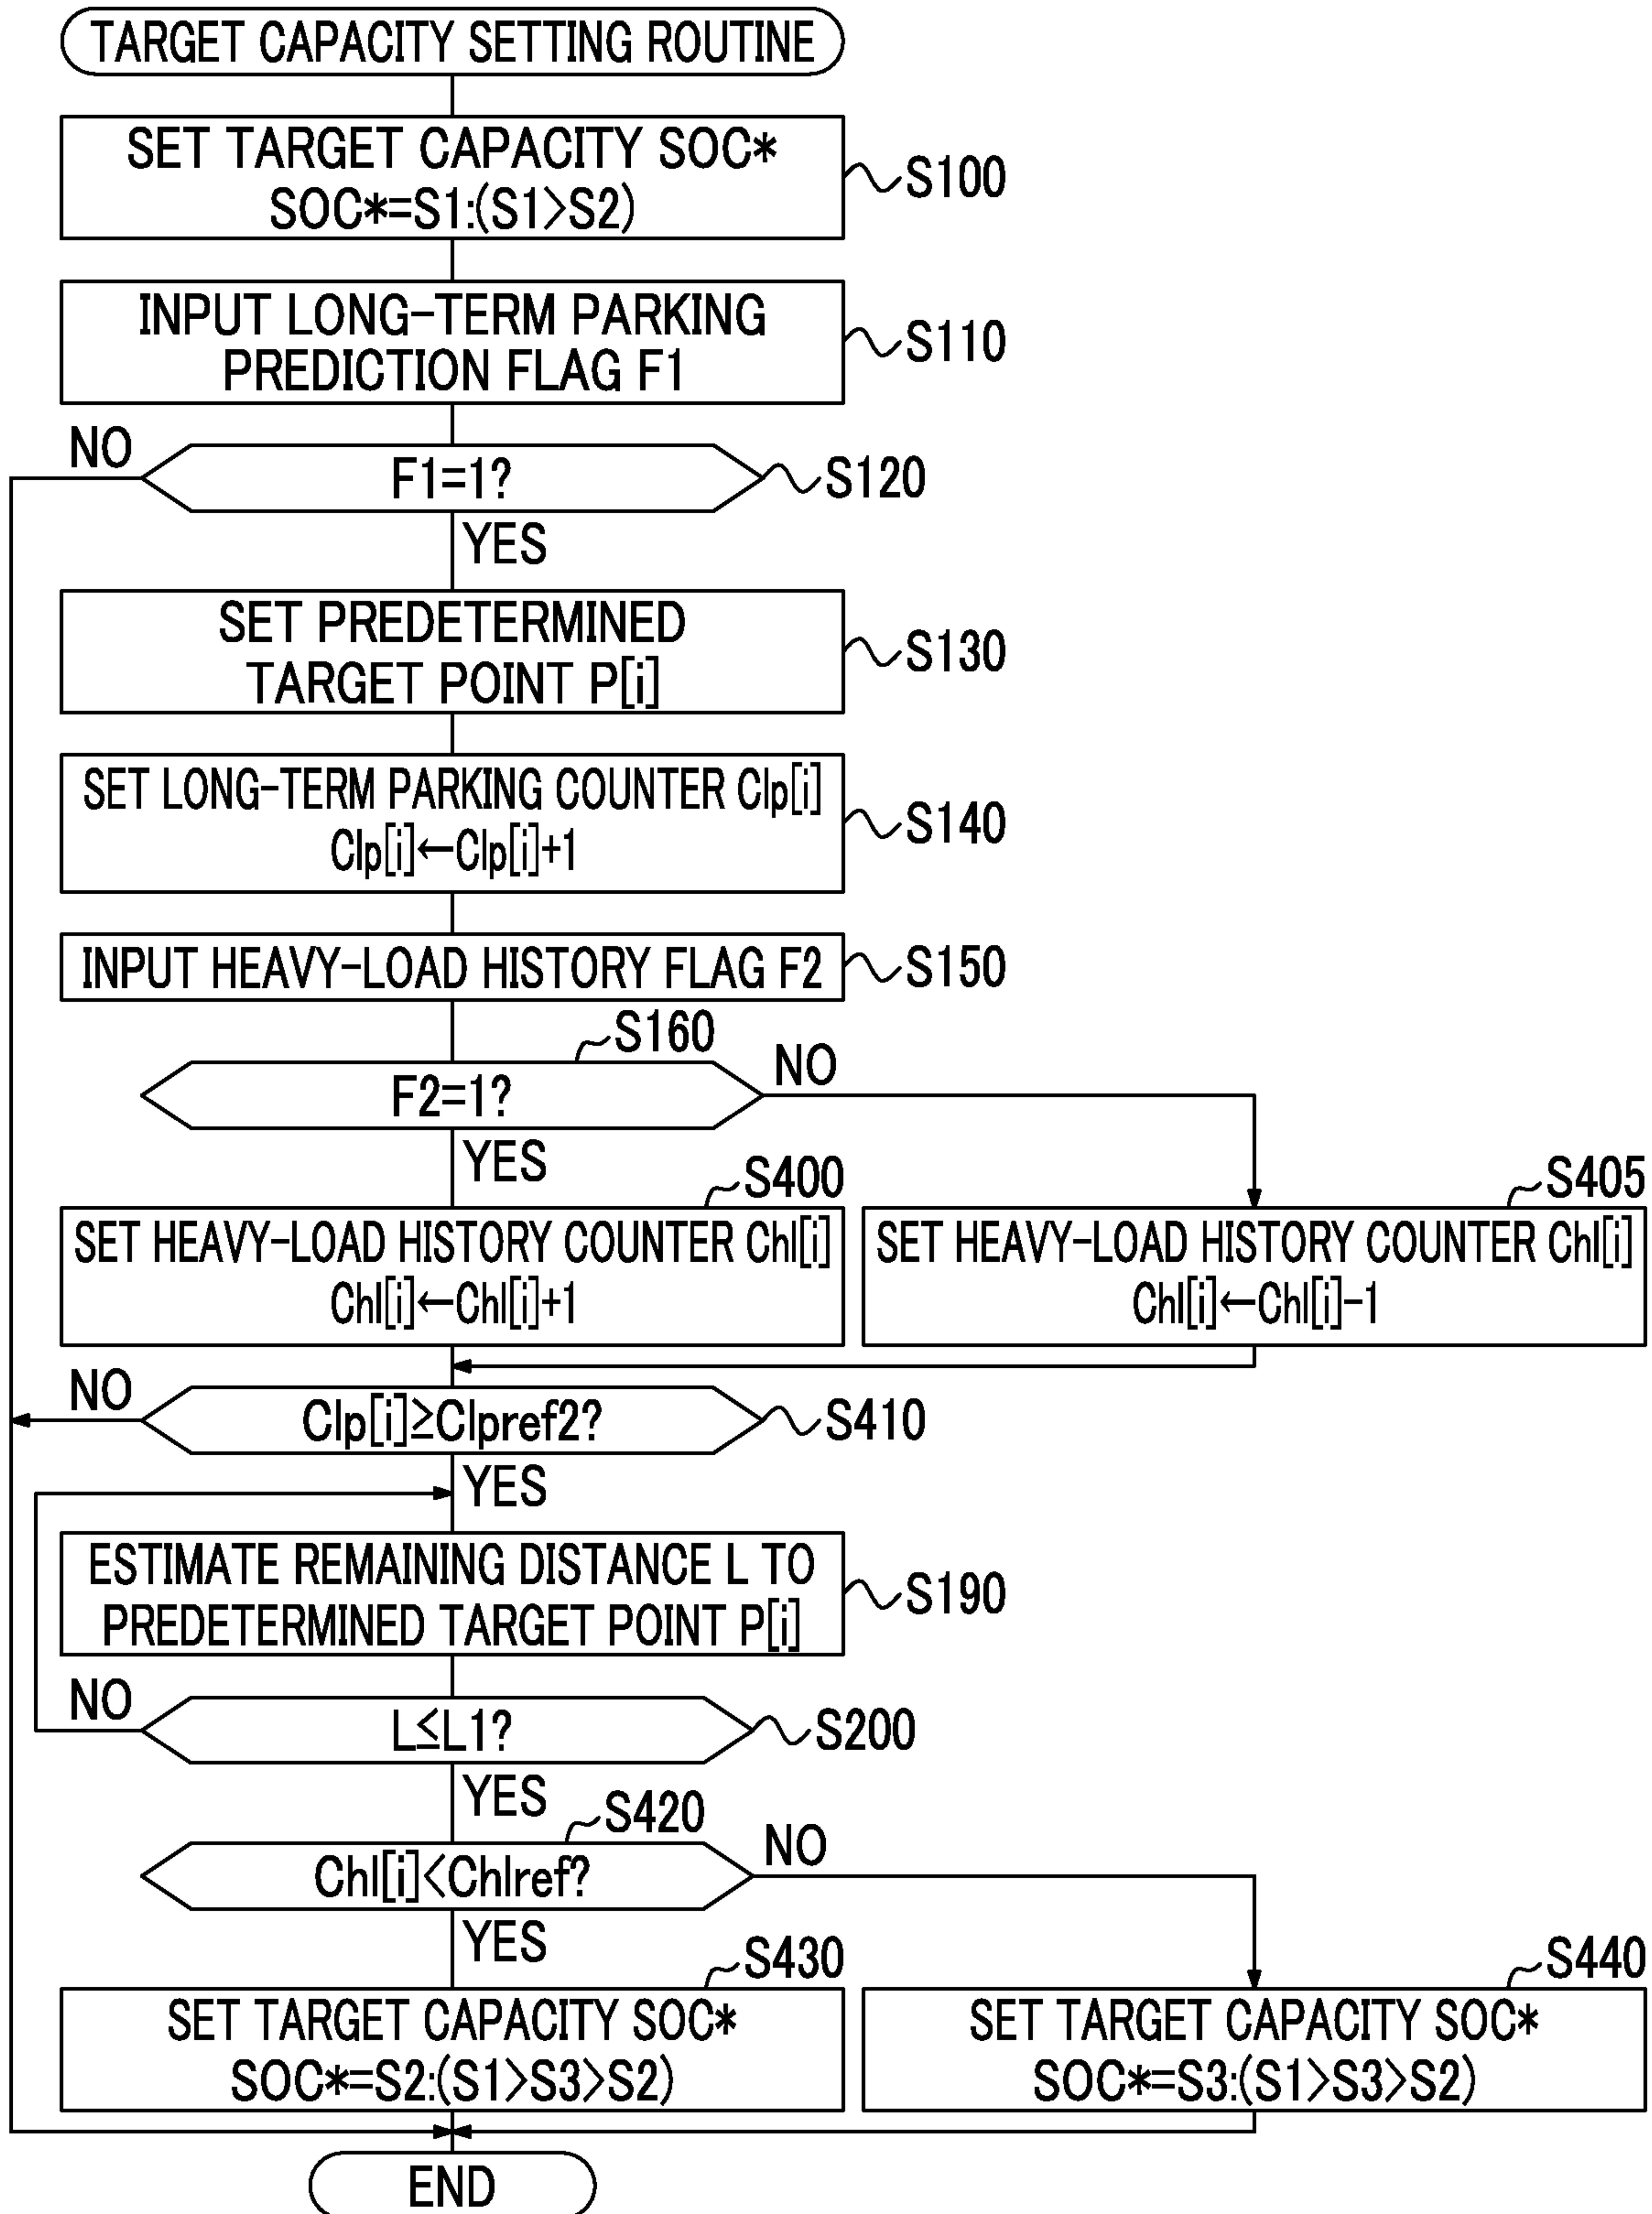 TARGET CAPACITY SETTING ROUTINE
SET TARGET CAPACITY SOC*
SOC*=S1:(S1>S2)
S100
INPUT LONG-TERM PARKING
PREDICTION FLAG F1
S110
NO
F1=1?
S120
YES
SET PREDETERMINED
TARGET POINT P[i]
S130
SET LONG-TERM PARKING COUNTER Clp[i]
Clp[i]←Clp[i]+1
S140
INPUT HEAVY-LOAD HISTORY FLAG F2
S150
S160
F2=1?
NO
YES
S400
SET HEAVY-LOAD HISTORY COUNTER Chl[i]
Chl[i]←Chl[i]+1
S405
SET HEAVY-LOAD HISTORY COUNTER Chl[i]
Chl[i]←Chl[i]-1
NO
Clp[i]≥Clpref2?
S410
YES
ESTIMATE REMAINING DISTANCE L TO
PREDETERMINED TARGET POINT P[i]
S190
NO
L≤L1?
S200
YES
S420
Chl[i]<Chlref?
NO
YES
S430
SET TARGET CAPACITY SOC*
SOC*=S2:(S1>S3>S2)
S440
SET TARGET CAPACITY SOC*
SOC*=S3:(S1>S3>S2)
END